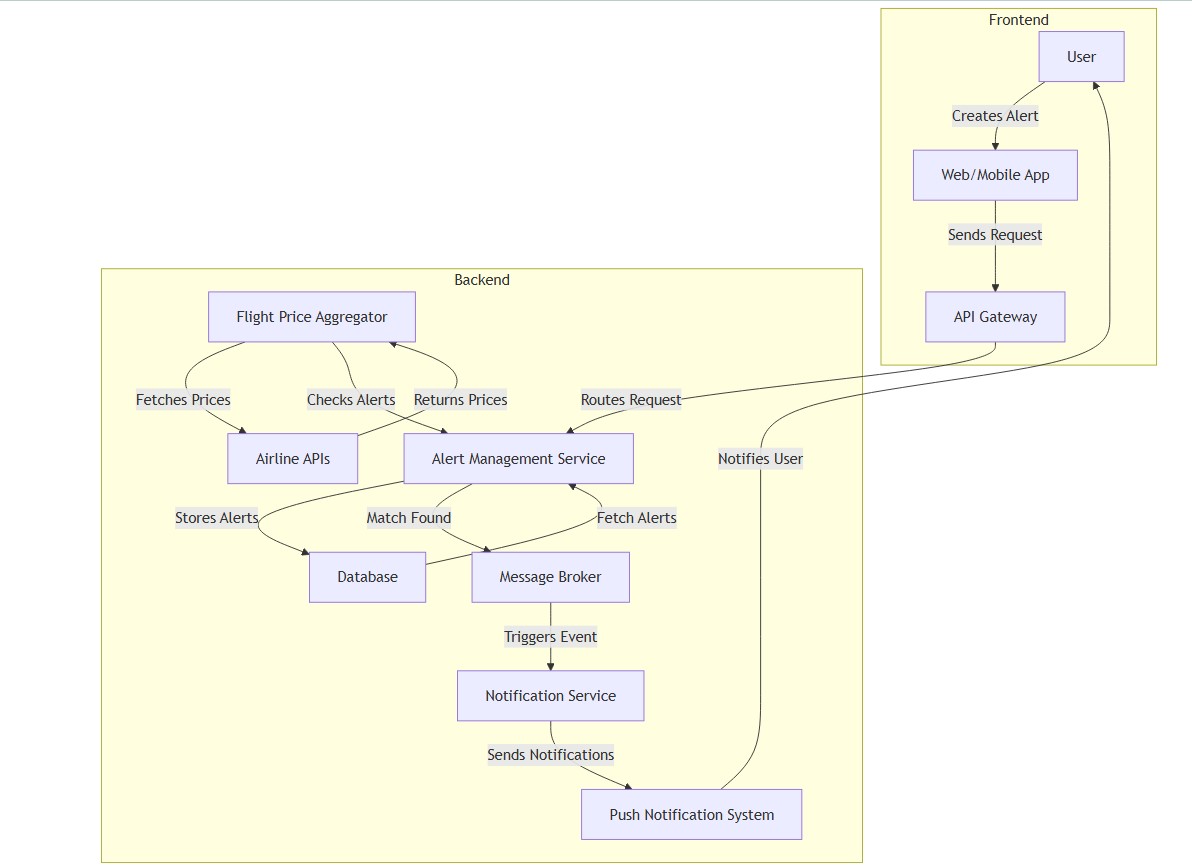 Frontend
User
Creates Alert
Web/Mobile App
Sends Request
API Gateway
Backend
Flight Price Aggregator
Fetches Prices
Checks Alerts
Returns Prices
Routes Request
Airline APIs
Alert Management Service
Notifies User
Stores Alerts
Match Found
Fetch Alerts
Database
Message Broker
Triggers Event
Notification Service
Sends Notifications
Push Notification System